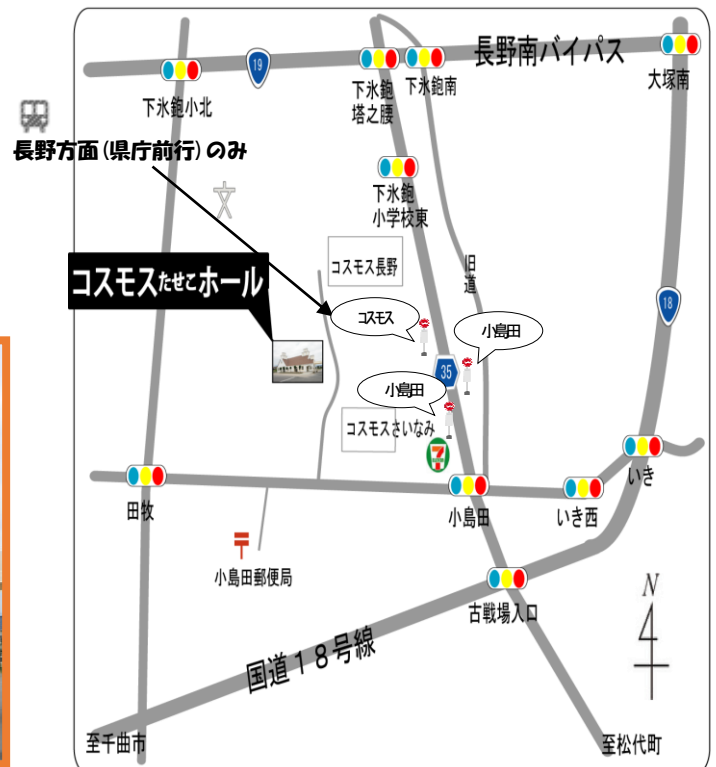 長野南バイパス
19
大塚南
下氷鉋小北
下氷鉋
塔之腰
下氷鉋南
長野方面(県庁前行)のみ
下氷鉋
小学校東
旧
道
コスモス長野
コスモスたせこホール
コスモス
小島田
18
35
小島田
コスモスさいなみ
7
田牧
小島田
いき西
いき
小島田郵便局
古戦場入口
N
国道18号線
至千曲市
至松代町